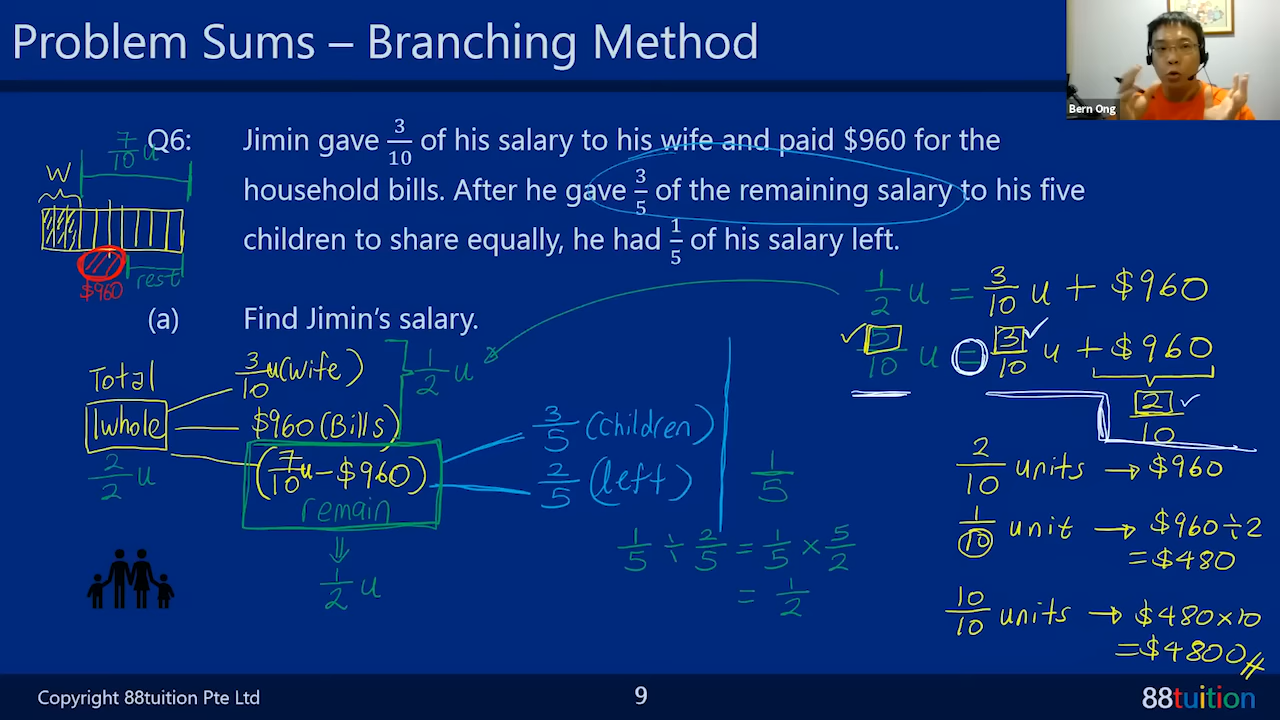 Problem Sums – Branching Method
Bern Ong
Q6: Jimin gave 3/10 of his salary to his wife and paid $960 for the
household bills. After he gave 3/5 of the remaining salary to his five
children to share equally, he had 1/5 of his salary left.
7/10 u
W
rest
$960
(a) Find Jimin's salary.
Total
1whole
2/2 u
3/10 u (wife)
$960 (Bills)
(7/10 u - $960)
remain
1/2 u
⇓
1/2 u
3/5 (children)
2/5 (left)
1/5
1/5 ÷ 2/5 = 1/5 × 5/2
= 1/2
1/2 u = 3/10 u + $960
5/10 u = 3/10 u + $960
2/10
2/10 units → $960
1/10 unit → $960 ÷ 2
= $480
10/10 units → $480 × 10
= $4800
Copyright 88tuition Pte Ltd
9
88tuition